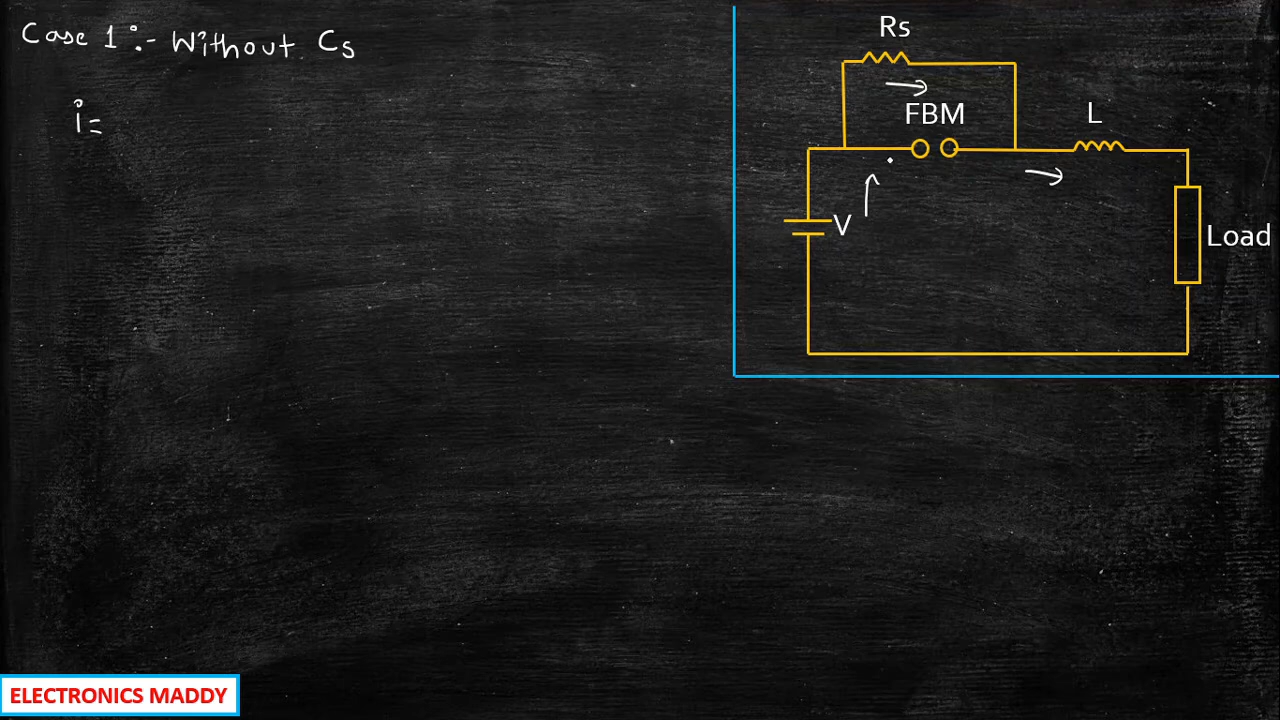 Case 1 :- Without Cs
i=
Rs
FBM
L
V
Load
ELECTRONICS MADDY